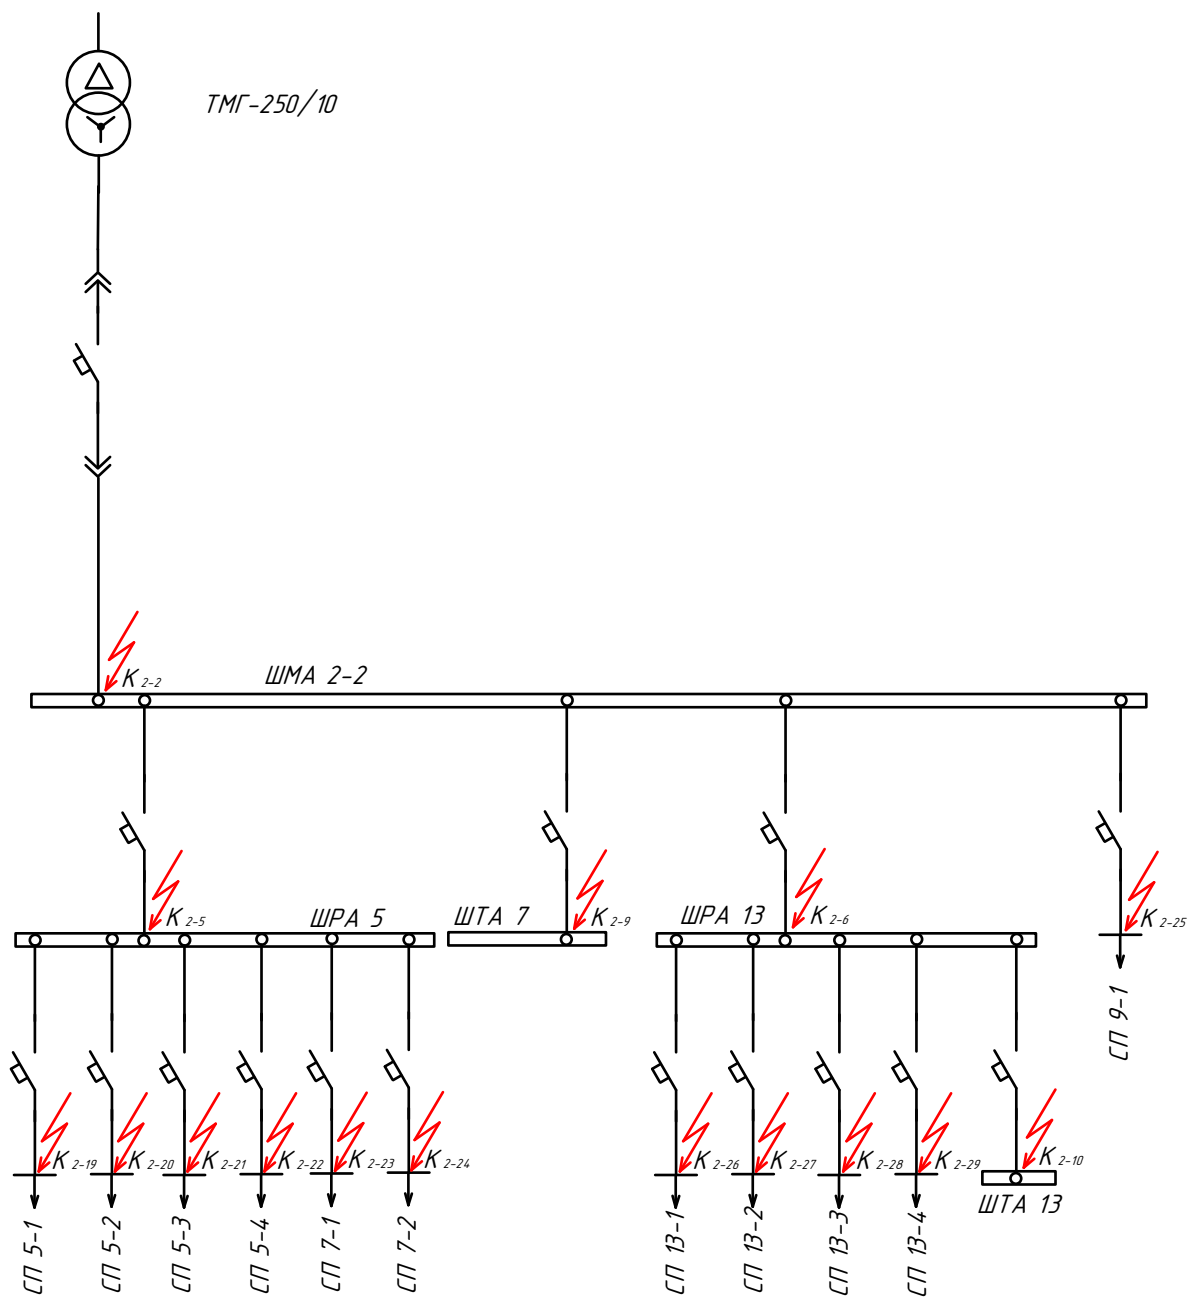 ТМГ-250/10
К 2-2
ШМА 2-2
К 2-5
ШРА 5
ШТА 7
К 2-9
ШРА 13
К 2-6
К 2-25
СП 9-1
К 2-19
К 2-20
К 2-21
К 2-22
К 2-23
К 2-24
К 2-26
К 2-27
К 2-28
К 2-29
К 2-10
ШТА 13
СП 5-1
СП 5-2
СП 5-3
СП 5-4
СП 7-1
СП 7-2
СП 13-1
СП 13-2
СП 13-3
СП 13-4